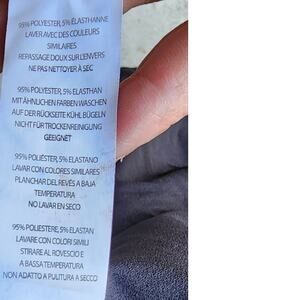 95% POLYESTER, 5% ÉLASTHANNE
LAVER AVEC DES COULEURS
SIMILAIRES
REPASSAGE DOUX SUR L'ENVERS
NE PAS NETTOYER À SEC
95% POLYESTER, 5% ELASTHAN
MIT ÄHNLICHEN FARBEN WASCHEN
AUF DER RÜCKSEITE KÜHL BÜGELN
NICHT FÜR TROCKENREINIGUNG
GEEIGNET
95% POLIÉSTER, 5% ELASTANO
LAVAR CON COLORES SIMILARES
PLANCHAR DEL REVÉS A BAJA
TEMPERATURA
NO LAVAR EN SECO
95% POLIESTERE, 5% ELASTAN
LAVARE CON COLORI SIMILI
STIRARE AL ROVESCIO E
A BASSA TEMPERATURA
NON ADATTO A PULITURA A SECCO